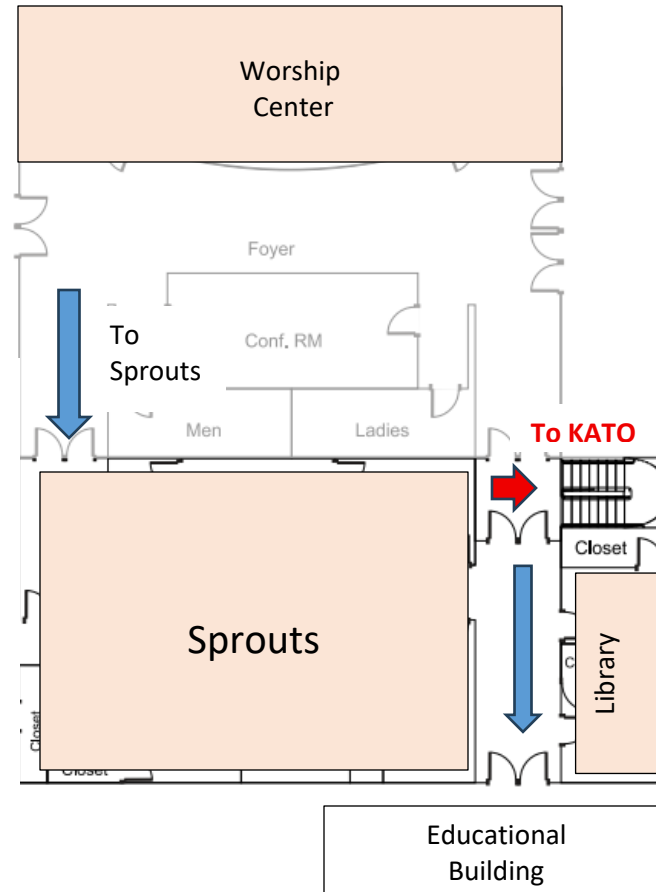 Worship
Center
Foyer
To
Sprouts
Conf. RM
Men
Ladies
To KATO
Closet
Sprouts
Library
Closet
Closet
Educational
Building